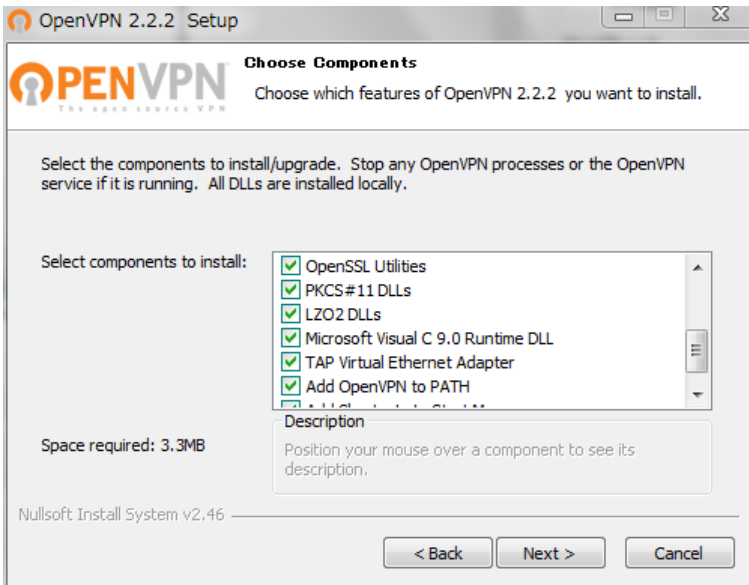 OpenVPN 2.2.2 Setup
Choose Components
OPENVPN
The open source VPN
Choose which features of OpenVPN 2.2.2 you want to install.
Select the components to install/upgrade. Stop any OpenVPN processes or the OpenVPN
service if it is running. All DLLs are installed locally.
Select components to install:
OpenSSL Utilities
PKCS#11 DLLs
LZO2 DLLs
Microsoft Visual C 9.0 Runtime DLL
TAP Virtual Ethernet Adapter
Add OpenVPN to PATH
Space required: 3.3MB
Description
Position your mouse over a component to see its
description.
Nullsoft Install System v2.46
< Back
Next >
Cancel